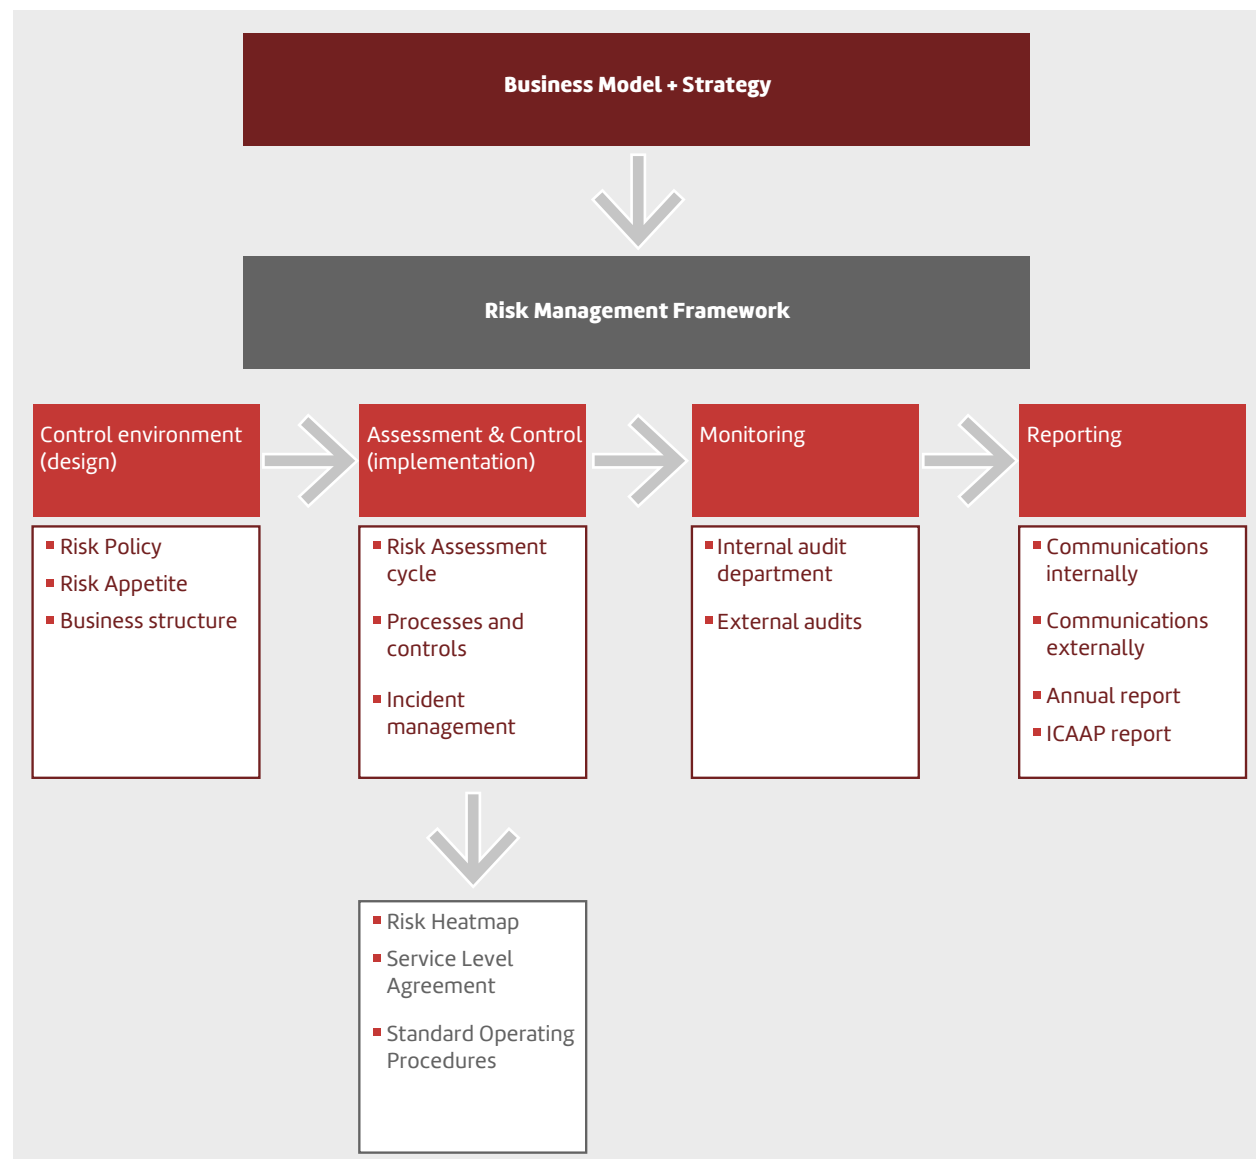 Business Model + Strategy
Risk Management Framework
Control environment
(design)
Risk Policy
Risk Appetite
Business structure
Assessment & Control
(implementation)
Risk Assessment
cycle
Processes and
controls
Incident
management
Risk Heatmap
Service Level
Agreement
Standard Operating
Procedures
Monitoring
Internal audit
department
External audits
Reporting
Communications
internally
Communications
externally
Annual report
ICAAP report